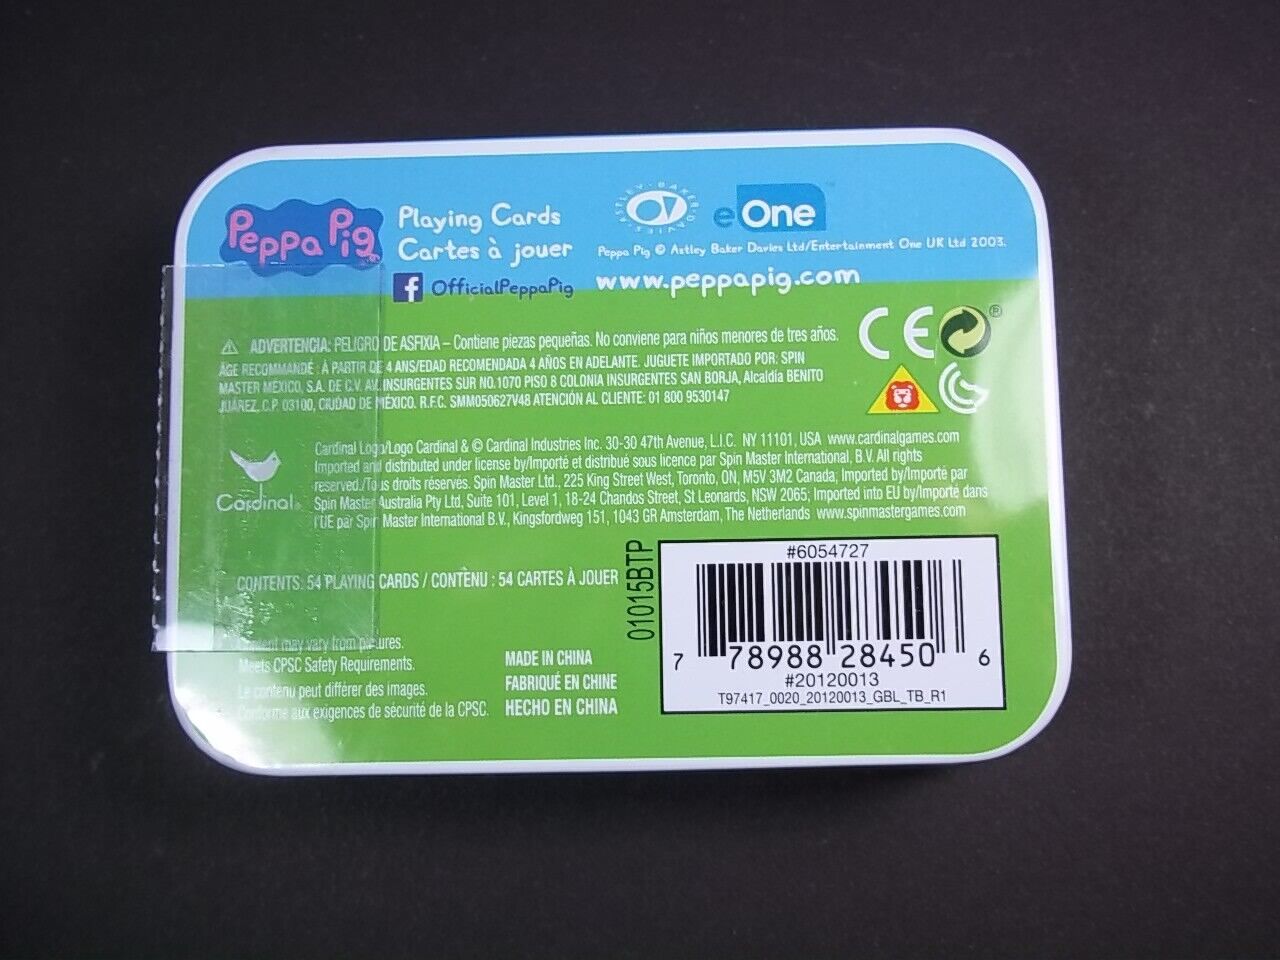 Peppa Pig
Playing Cards
Cartes à jouer
OfficialPeppaPig
ASTLEY · BAKER · DAVIES
eOne
Peppa Pig © Astley Baker Davies Ltd/Entertainment One UK Ltd 2003.
www.peppapig.com
ADVERTENCIA: PELIGRO DE ASFIXIA – Contiene piezas pequeñas. No conviene para niños menores de tres años.
ÂGE RECOMMANDÉ : À PARTIR DE 4 ANS/EDAD RECOMENDADA 4 AÑOS EN ADELANTE. JUGUETE IMPORTADO POR: SPIN
MASTER MÉXICO, S.A. DE C.V. AV. INSURGENTES SUR NO.1070 PISO 8 COLONIA INSURGENTES SAN BORJA, Alcaldía BENITO
JUÁREZ, C.P. 03100, CIUDAD DE MÉXICO. R.F.C. SMM050627V48 ATENCIÓN AL CLIENTE: 01 800 9530147
CE
®
Cardinal®
Cardinal Logo/Logo Cardinal & © Cardinal Industries Inc. 30-30 47th Avenue, L.I.C. NY 11101, USA www.cardinalgames.com
Imported and distributed under license by/Importé et distribué sous licence par Spin Master International, B.V. All rights
reserved./Tous droits réservés. Spin Master Ltd., 225 King Street West, Toronto, ON, M5V 3M2 Canada; Imported by/Importé par
Spin Master Australia Pty Ltd, Suite 101, Level 1, 18-24 Chandos Street, St Leonards, NSW 2065; Imported into EU by/Importé dans
l'UE par Spin Master International B.V., Kingsfordweg 151, 1043 GR Amsterdam, The Netherlands www.spinmastergames.com
CONTENTS: 54 PLAYING CARDS / CONTENU : 54 CARTES À JOUER
Content may vary from pictures.
Meets CPSC Safety Requirements.
Le contenu peut différer des images.
Conforme aux exigences de sécurité de la CPSC.
MADE IN CHINA
FABRIQUÉ EN CHINE
HECHO EN CHINA
01015BTP
#6054727
7 78988 28450 6
#20120013
T97417_0020_20120013_GBL_TB_R1